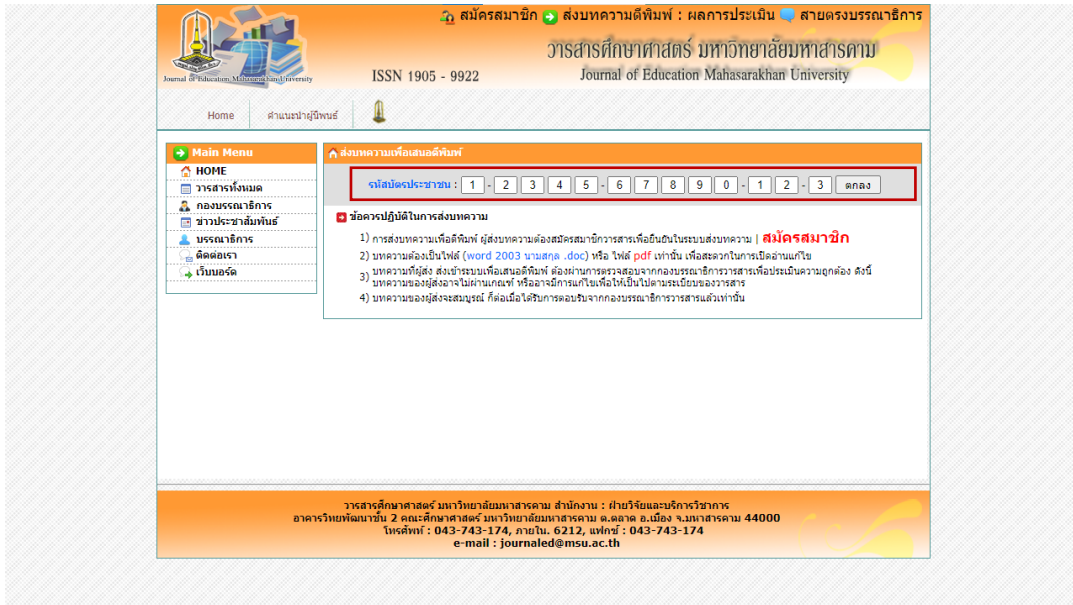 สมัครสมาชิก ส่งบทความตีพิมพ์ : ผลการประเมิน สายตรงบรรณาธิการ
วารสารศึกษาศาสตร์ มหาวิทยาลัยมหาสารคาม
Journal of Education Mahasarakhan University
ISSN 1905 - 9922
Journal of Education Mahasarakhan University
Home คำแนะนำผู้นิพนธ์
Main Menu
HOME
วารสารทั้งหมด
กองบรรณาธิการ
ข่าวประชาสัมพันธ์
บรรณาธิการ
ติดต่อเรา
เว็บบอร์ด
ส่งบทความเพื่อเสนอตีพิมพ์
รหัสบัตรประชาชน : 1 - 2 3 4 5 - 6 7 8 9 0 - 1 2 - 3 ตกลง
ข้อควรปฏิบัติในการส่งบทความ
1) การส่งบทความเพื่อตีพิมพ์ ผู้ส่งบทความต้องสมัครสมาชิกวารสารเพื่อยืนยันในระบบส่งบทความ | สมัครสมาชิก
2) บทความต้องเป็นไฟล์ (word 2003 นามสกุล .doc) หรือ ไฟล์ pdf เท่านั้น เพื่อสะดวกในการเปิดอ่านแก้ไข
3) บทความที่ผู้ส่ง ส่งเข้าระบบเพื่อเสนอตีพิมพ์ ต้องผ่านการตรวจสอบจากกองบรรณาธิการวารสารเพื่อประเมินความถูกต้อง ดังนี้
บทความของผู้ส่งอาจไม่ผ่านเกณฑ์ หรืออาจมีการแก้ไขเพื่อให้เป็นไปตามระเบียบของวารสาร
4) บทความของผู้ส่งจะสมบูรณ์ ก็ต่อเมื่อได้รับการตอบรับจากกองบรรณาธิการวารสารแล้วเท่านั้น
วารสารศึกษาศาสตร์ มหาวิทยาลัยมหาสารคาม สำนักงาน : ฝ่ายวิจัยและบริการวิชาการ
อาคารวิทยพัฒนาชั้น 2 คณะศึกษาศาสตร์ มหาวิทยาลัยมหาสารคาม ต.ตลาด อ.เมือง จ.มหาสารคาม 44000
โทรศัพท์ : 043-743-174, ภายใน. 6212, แฟกซ์ : 043-743-174
e-mail : journaled@msu.ac.th